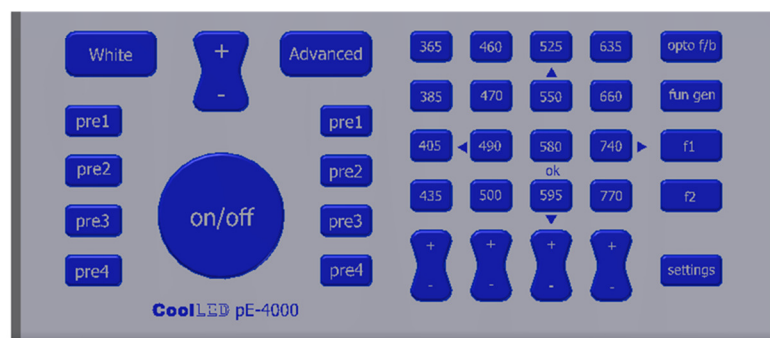 White
+
-
Advanced
pre1
pre2
pre3
pre4
on/off
pre1
pre2
pre3
pre4
CoolLED pE-4000
365 460 525 635 opto f/b
385 470 550 660 fun gen
405 490 580 740 f1
ok
435 500 595 770 f2
+ + + +
- - - -
settings